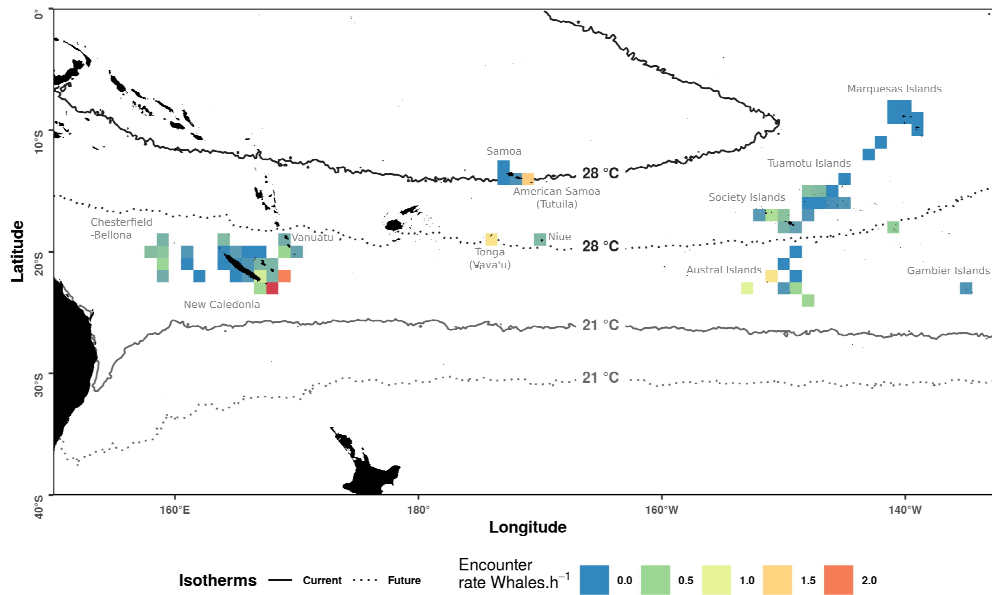 0°
10°S
20°S
30°S
40°S
Latitude
Marquesas Islands
Samoa
28 °C
Tuamotu Islands
American Samoa
(Tutuila)
Society Islands
Chesterfield
-Bellona
Vanuatu
Niue
28 °C
Tonga
(Vava'u)
Austral Islands
Gambier Islands
New Caledonia
21 °C
21 °C
160°E
180°
160°W
140°W
Longitude
Isotherms
Current
Future
Encounter
rate Whales.h⁻¹
0.0
0.5
1.0
1.5
2.0